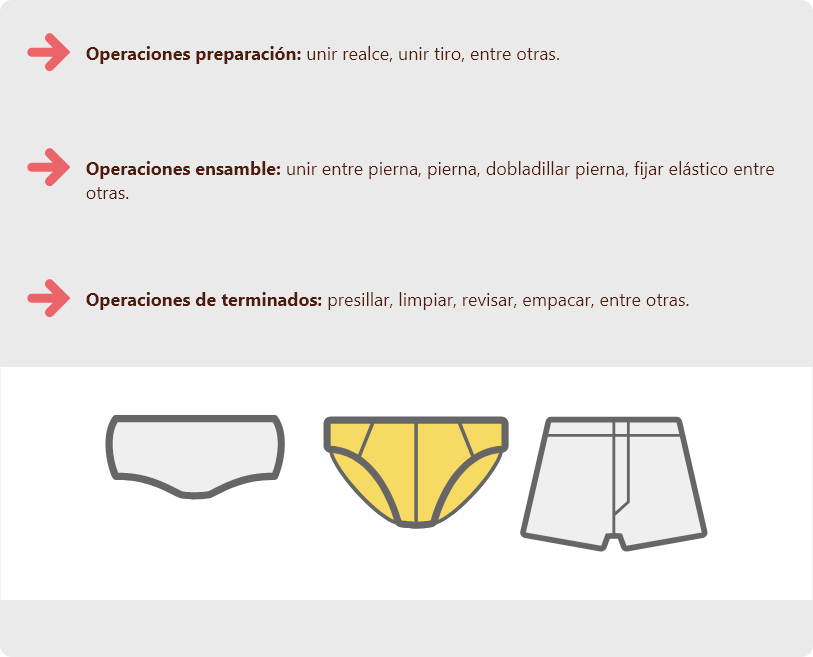 Operaciones preparación: unir realce, unir tiro, entre otras.
Operaciones ensamble: unir entre pierna, pierna, dobladillar pierna, fijar elástico entre
otras.
Operaciones de terminados: presillar, limpiar, revisar, empacar, entre otras.